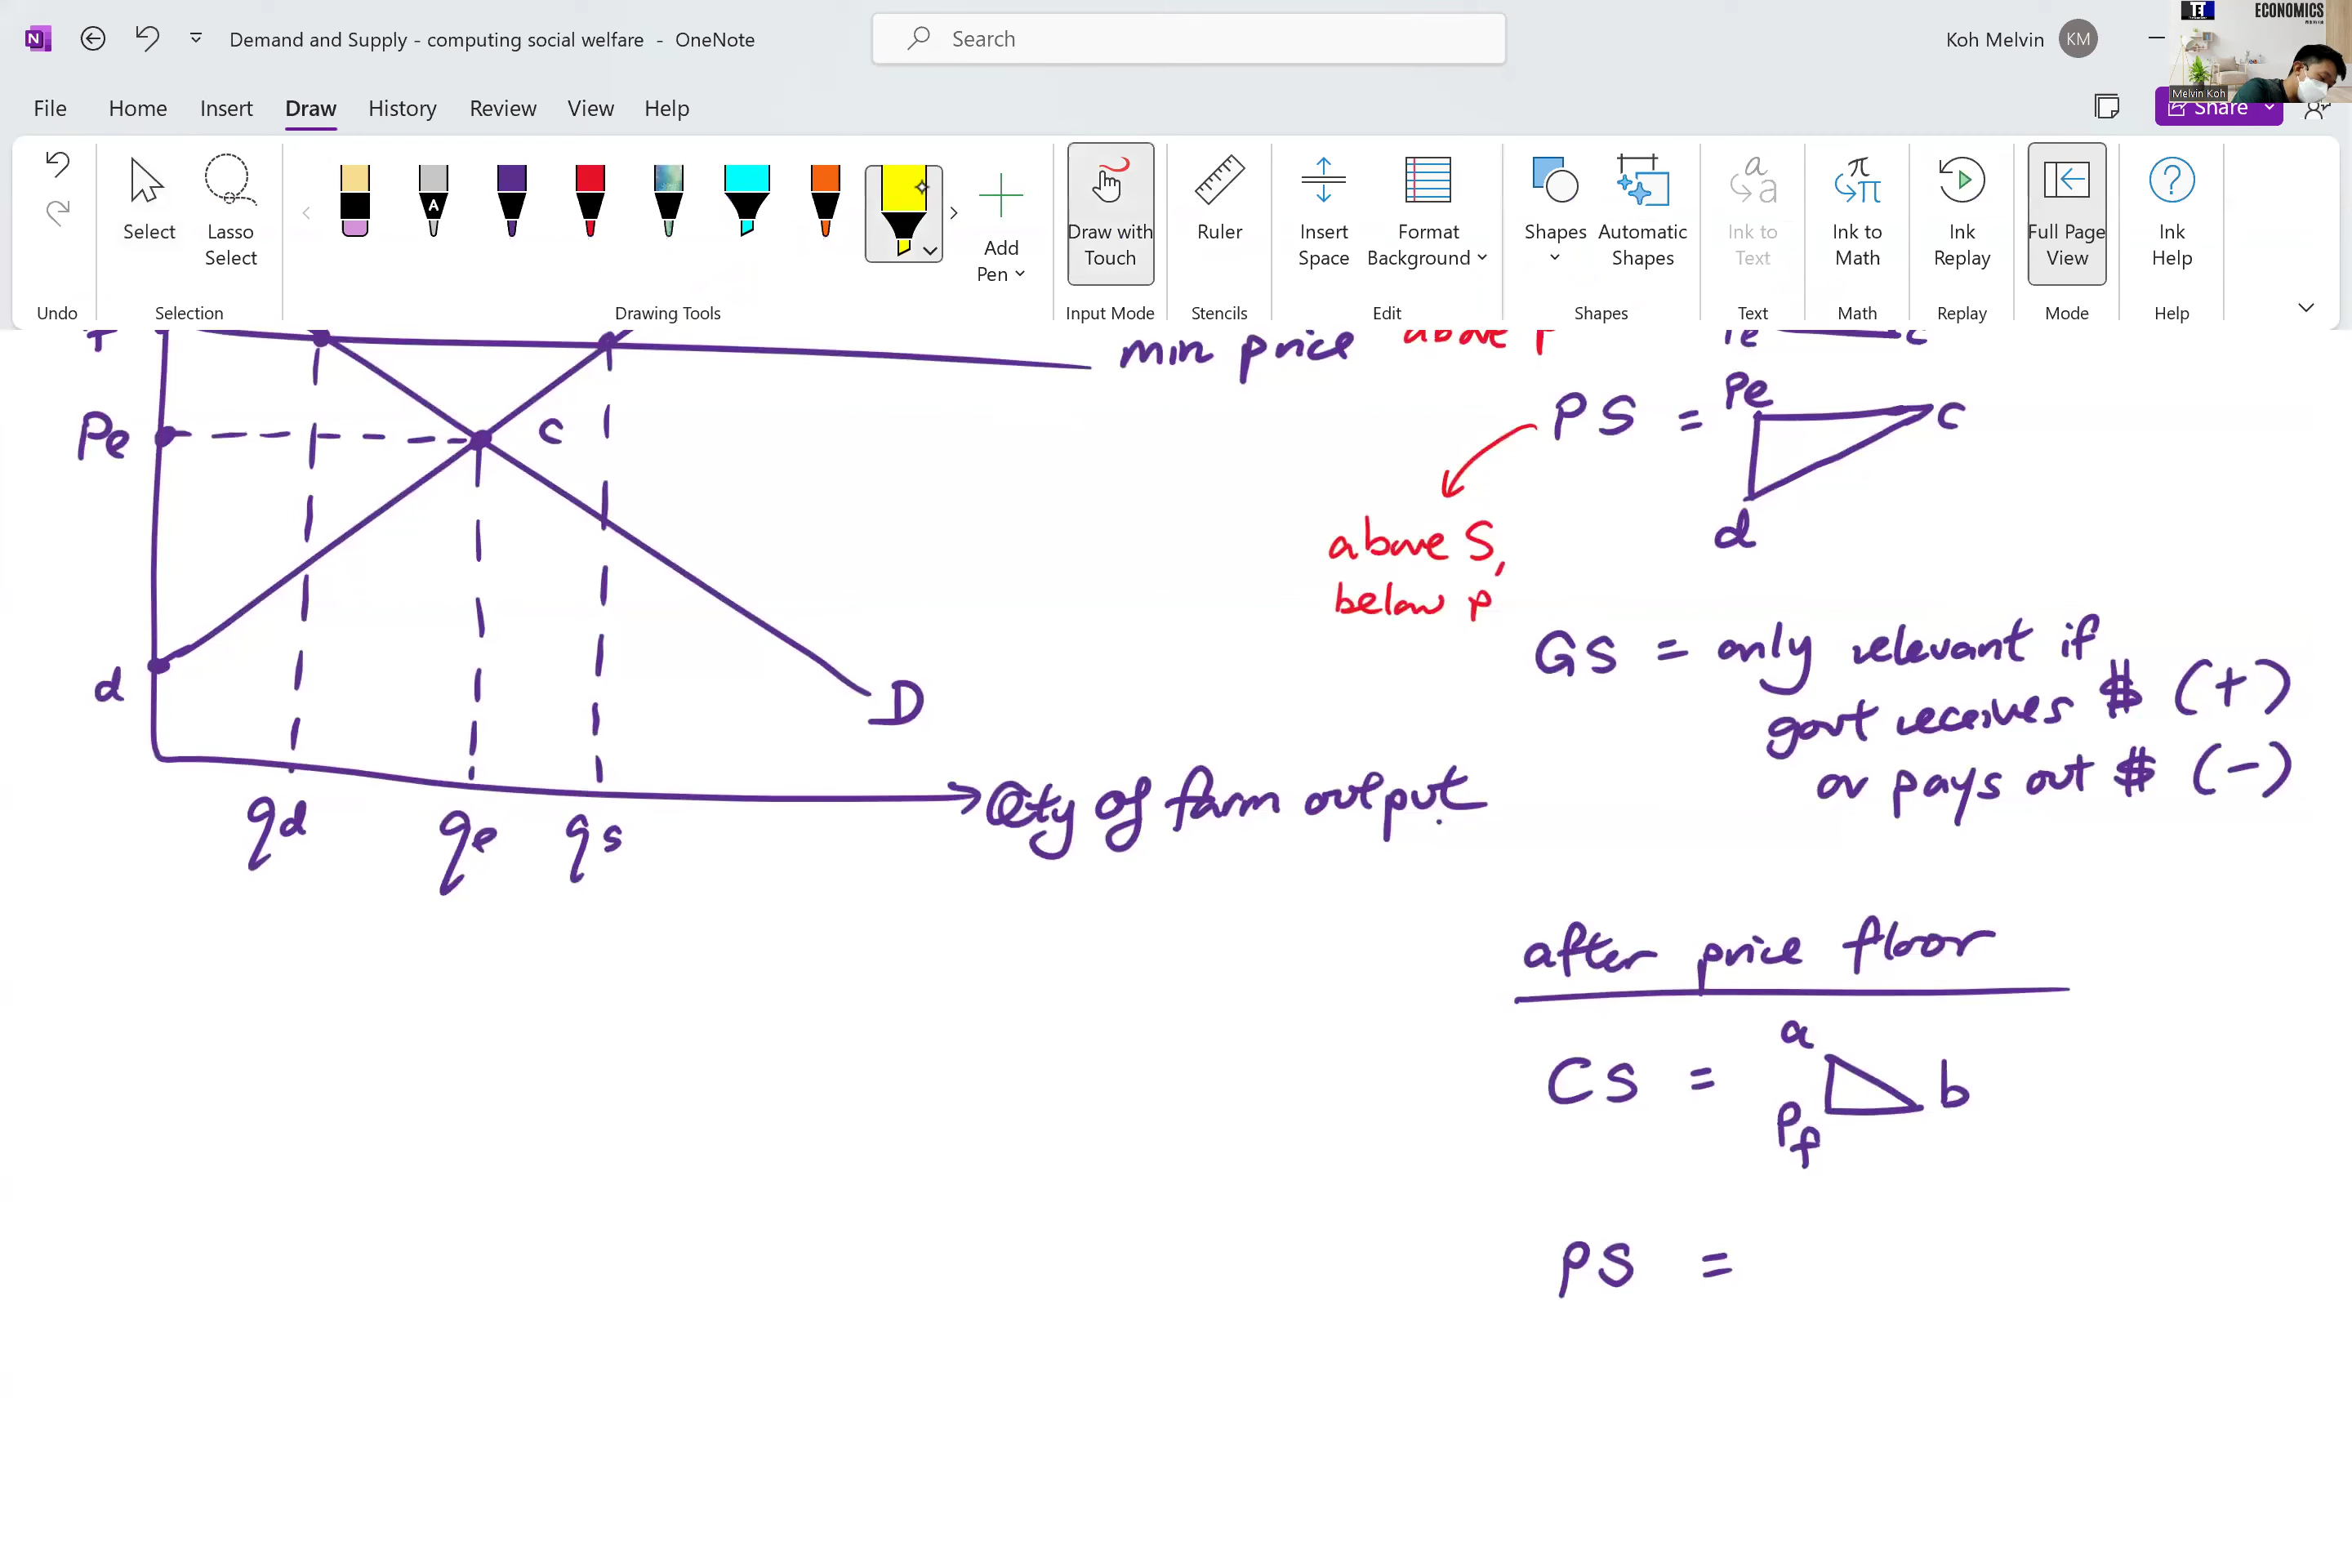 Demand and Supply - computing social welfare - OneNote
Search
Koh Melvin
KM
ECONOMICS
Melvin Koh
File Home Insert Draw History Review View Help
Share
Select
Lasso Select
A
Add Pen
Draw with Touch
Ruler
Insert Space
Format Background
Shapes
Automatic Shapes
Ink to Text
Ink to Math
Ink Replay
Full Page View
Ink Help
Undo
Selection
Drawing Tools
Input Mode
Stencils
Edit
Shapes
Text
Math
Replay
Mode
Help
f
min price
above p
Pe c
Pe
c
PS =
Pe
c
d
above S,
below p
d
D
GS = only relevant if
govt receives $ (+)
or pays out $ (-)
qd
qe
qs
Qty of farm output
after price floor
CS =
a
b
Pf
PS =